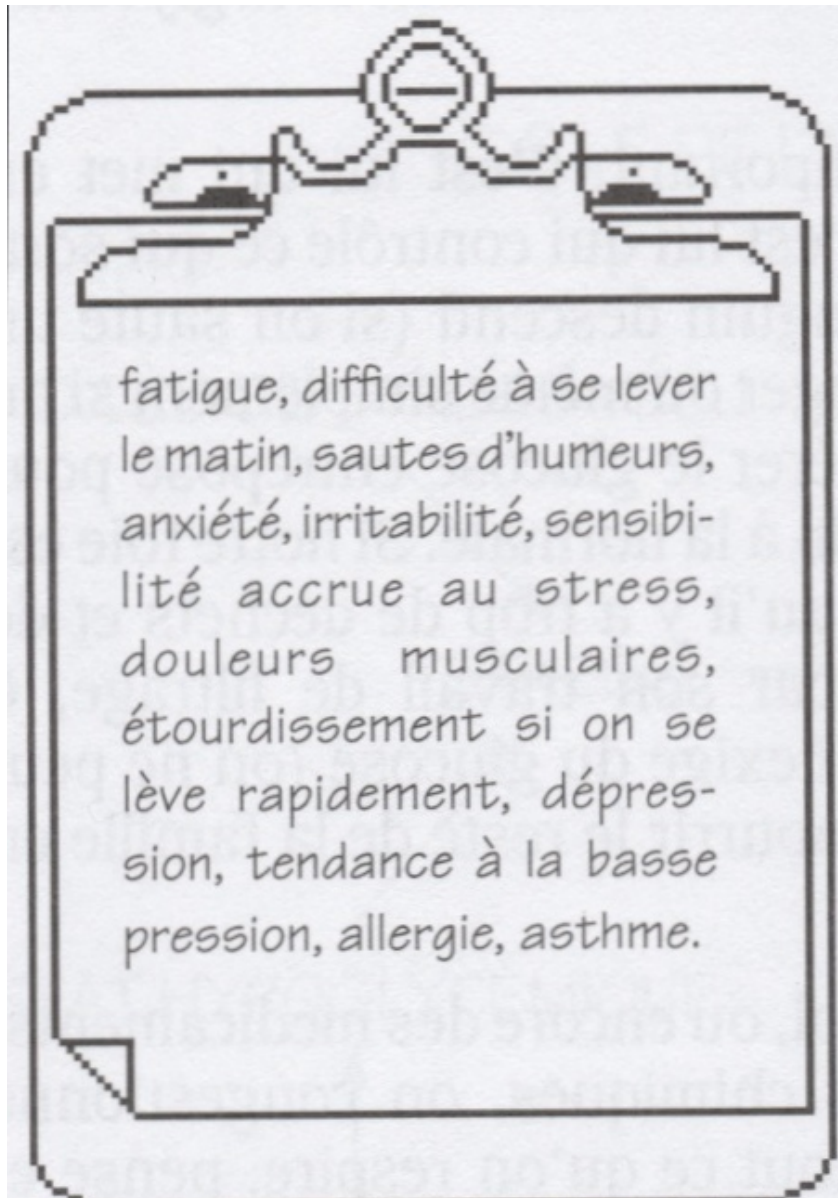 fatigue, difficulté à se lever
le matin, sautes d'humeurs,
anxiété, irritabilité, sensibi-
lité accrue au stress,
douleurs musculaires,
étourdissement si on se
lève rapidement, dépres-
sion, tendance à la basse
pression, allergie, asthme.